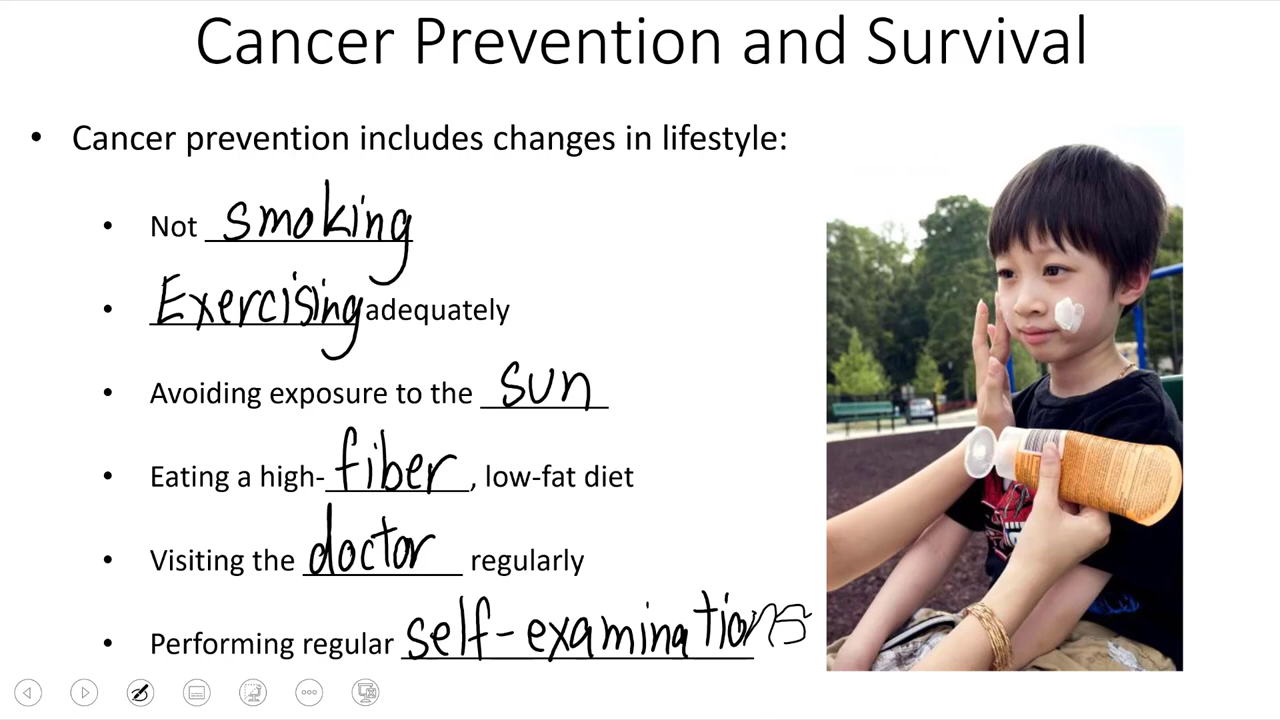 Cancer Prevention and Survival
• Cancer prevention includes changes in lifestyle:
• Not smoking
• Exercising adequately
• Avoiding exposure to the sun
• Eating a high-fiber, low-fat diet
• Visiting the doctor regularly
• Performing regular self-examinations